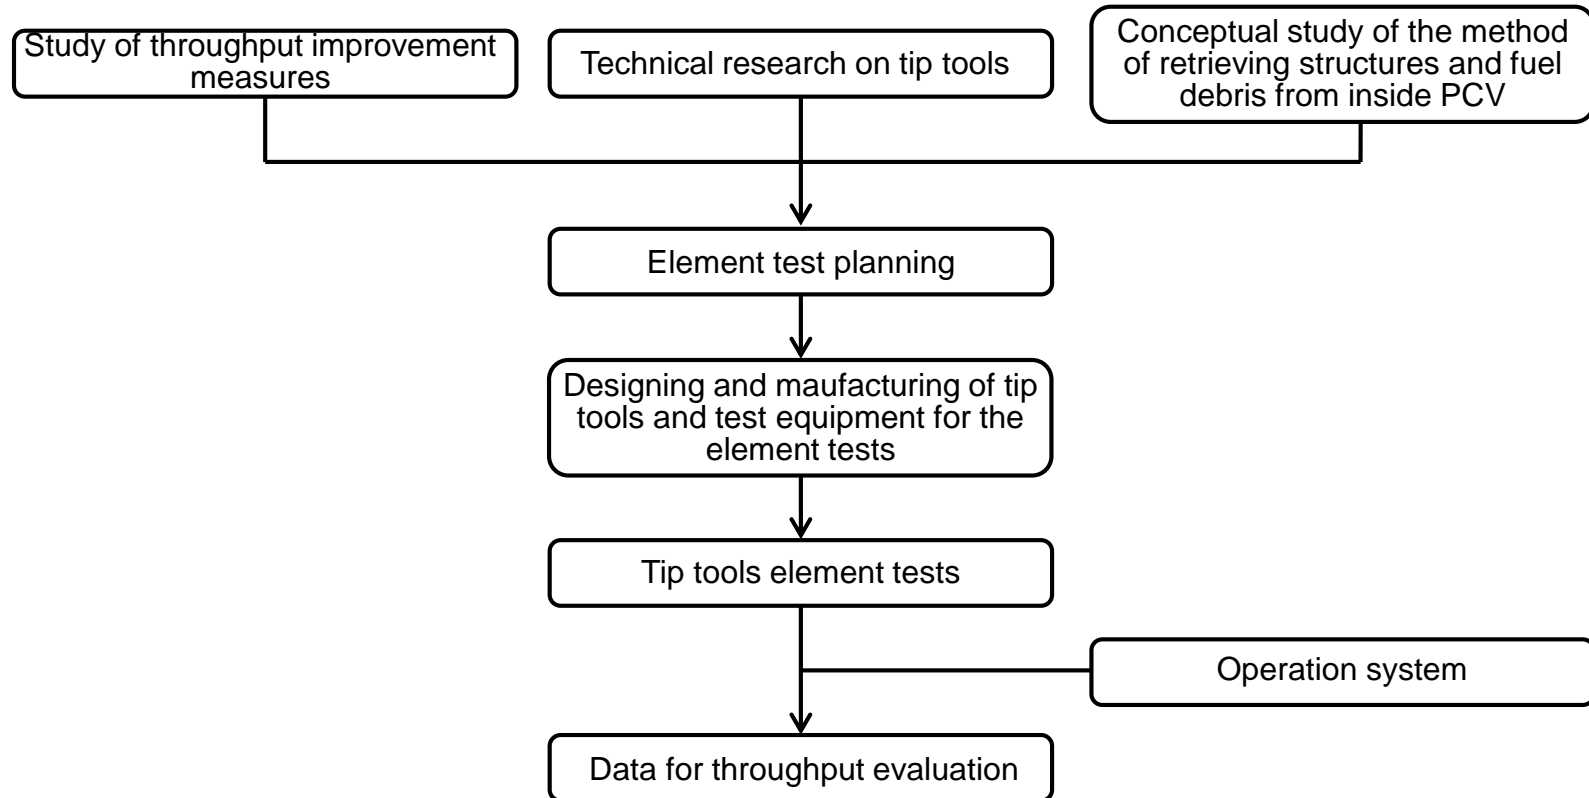 Study of throughput improvement
measures
Technical research on tip tools
Conceptual study of the method
of retrieving structures and fuel
debris from inside PCV
Element test planning
Designing and maufacturing of tip
tools and test equipment for the
element tests
Tip tools element tests
Operation system
Data for throughput evaluation